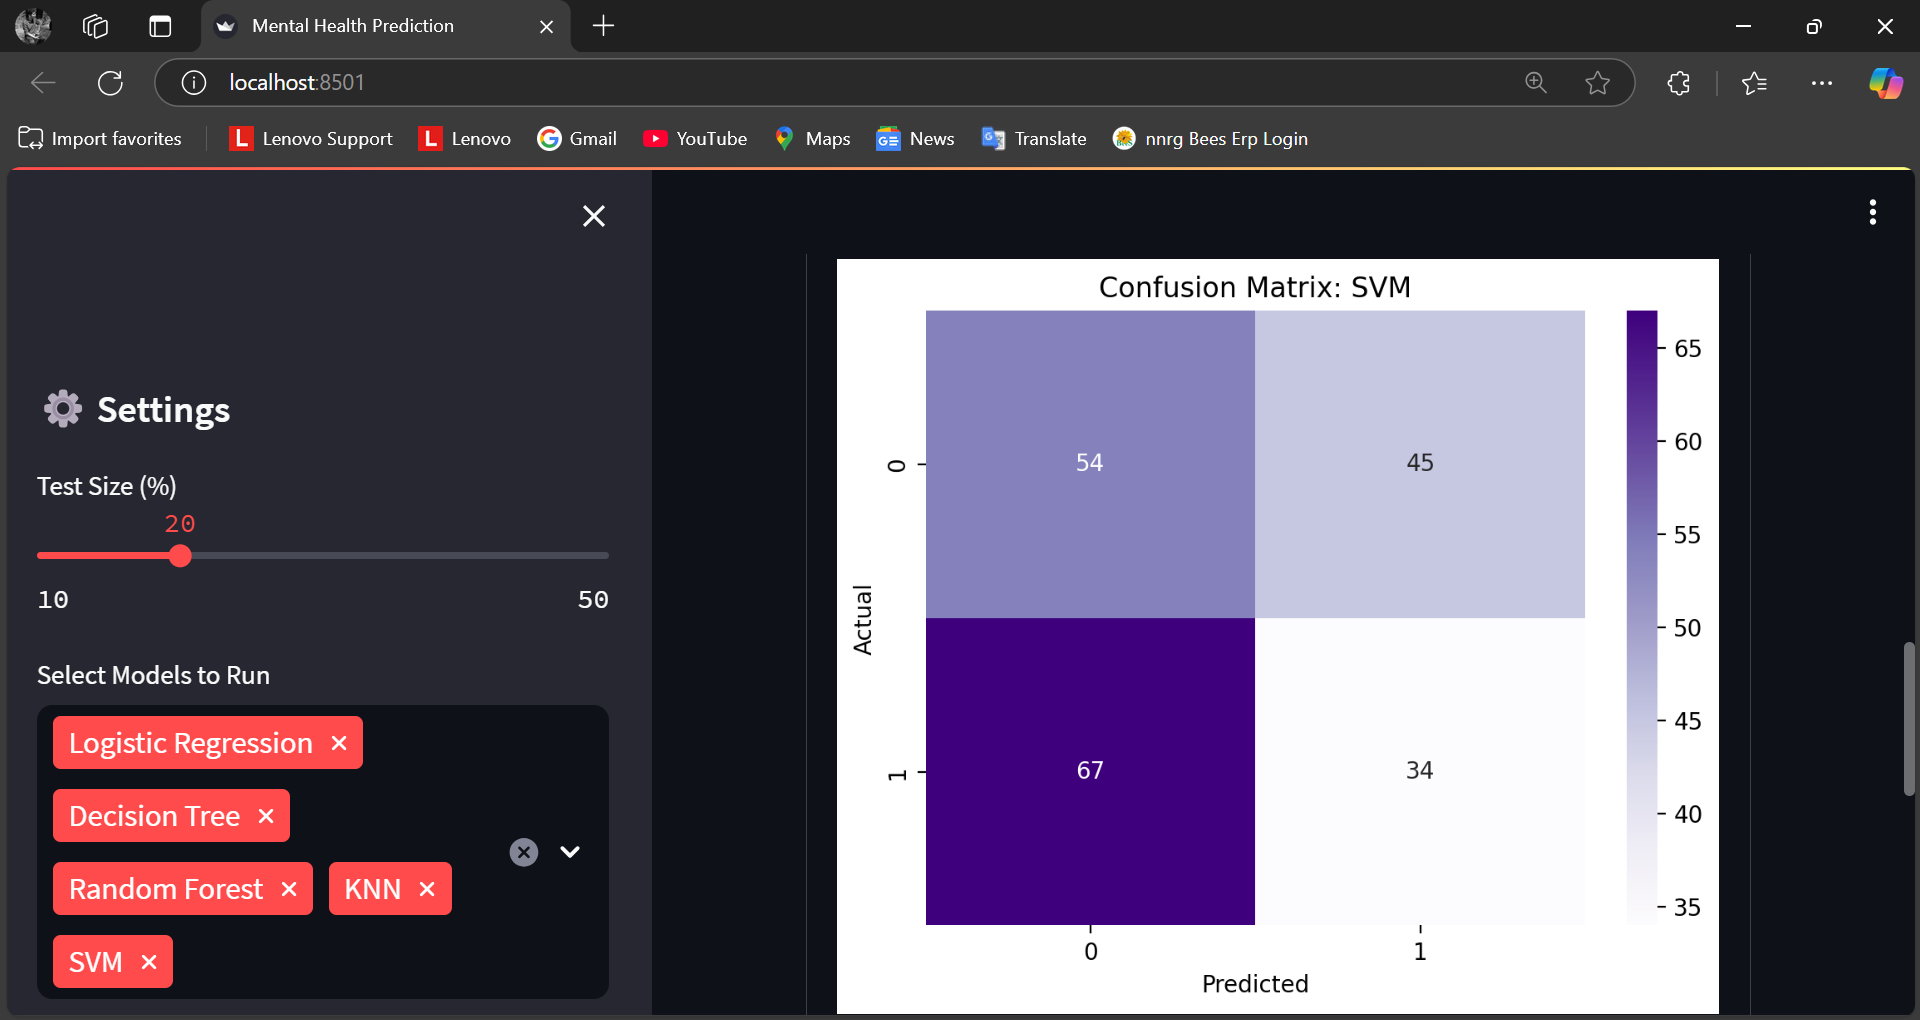 Mental Health Prediction
localhost:8501
Import favorites
Lenovo Support
Lenovo
Gmail
YouTube
Maps
News
Translate
nnrg Bees Erp Login
Settings
Test Size (%)
20
10 50
Select Models to Run
Logistic Regression
Decision Tree
Random Forest
KNN
SVM
Confusion Matrix: SVM
54 45
67 34
0
1
Actual
0 1
Predicted
65
60
55
50
45
40
35